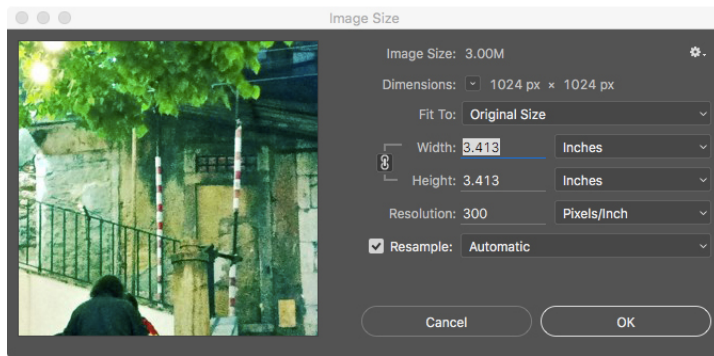 Image Size
Image Size: 3.00M
Dimensions: 1024 px × 1024 px
Fit To: Original Size
Width: 3.413 Inches
Height: 3.413 Inches
Resolution: 300 Pixels/Inch
Resample: Automatic
Cancel OK